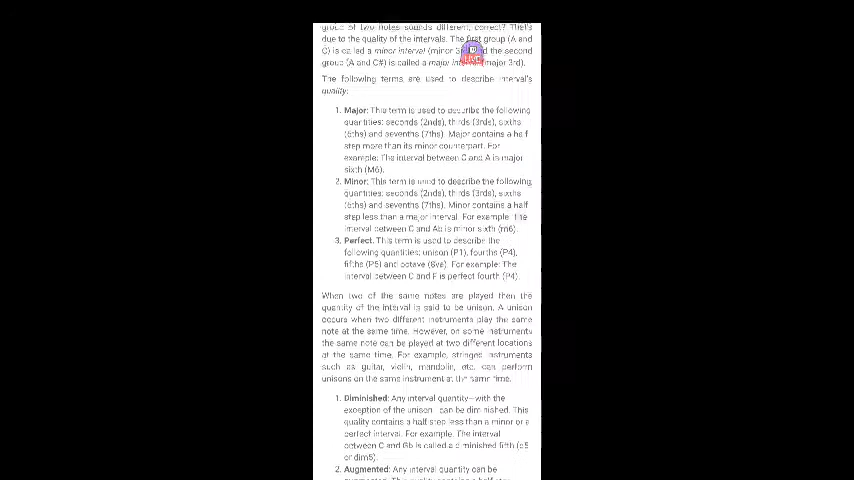 group of two notes sounds different, correct? That's
due to the quality of the intervals. The first group (A and
C) is called a minor interval (minor 3rd) and the second
group (A and C#) is called a major (major 3rd).
The following terms are used to describe interval's
quality:
1. Major: This term is used to describe the following
quantities: seconds (2nds), thirds (3rds), sixths
(6ths) and sevenths (7ths). Major contains a half
step more than its minor counterpart. For
example: The interval between C and A is major
sixth (M6).
2. Minor: This term is used to describe the following
quantities: seconds (2nds), thirds (3rds), sixths
(6ths) and sevenths (7ths). Minor contains a half
step less than a major interval. For example: The
interval between C and Ab is minor sixth (m6).
3. Perfect: This term is used to describe the
following quantities: unison (P1), fourths (P4),
fifths (P5) and octave (8ve). For example: The
interval between C and F is perfect fourth (P4).
When two of the same notes are played then the
quantity of the interval is said to be unison. A unison
occurs when two different instruments play the same
note at the same time. However, on some instruments
the same note can be played at two different locations
at the same time. For example, stringed instruments
such as guitar, violin, mandolin, etc. can perform
unisons on the same instrument at the same time.
1. Diminished: Any interval quantity—with the
exception of the unison—can be diminished. This
quality contains a half step less than a minor or a
perfect interval. For example: The interval
between C and Gb is called a diminished fifth (d5
or dim5).
2. Augmented: Any interval quantity can be